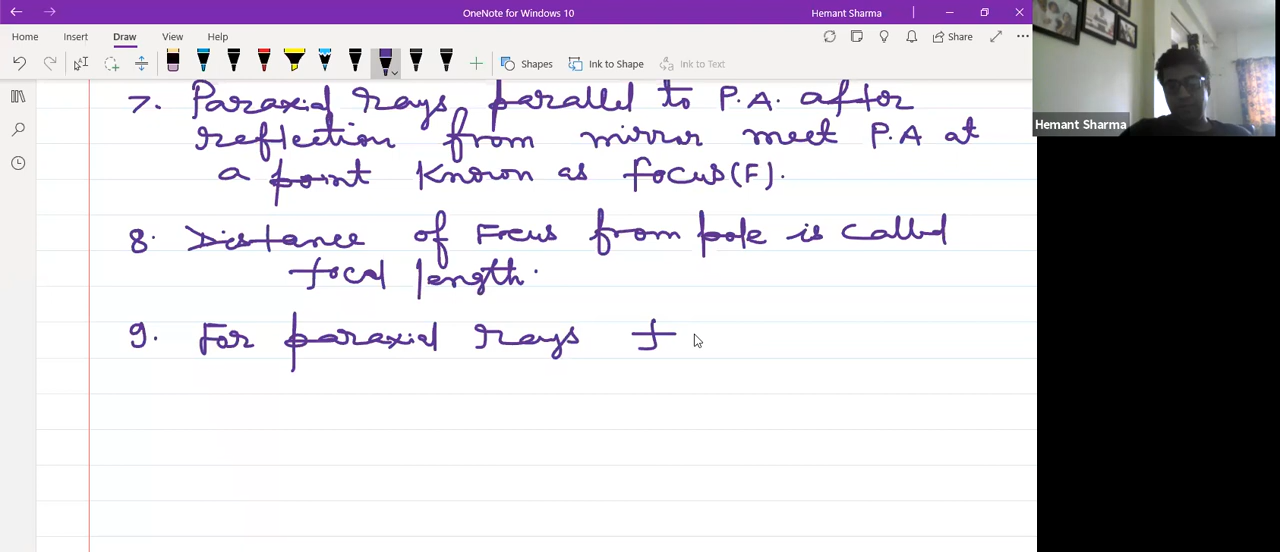 OneNote for Windows 10
Hemant Sharma
Home Insert Draw View Help
Share
Shapes Ink to Shape Ink to Text
Hemant Sharma
7. Paraxial rays parallel to P.A. after
reflection from mirror meet P.A at
a point known as focus (F).
8. Distance of Focus from pole is called
focal length.
9. For paraxial rays f